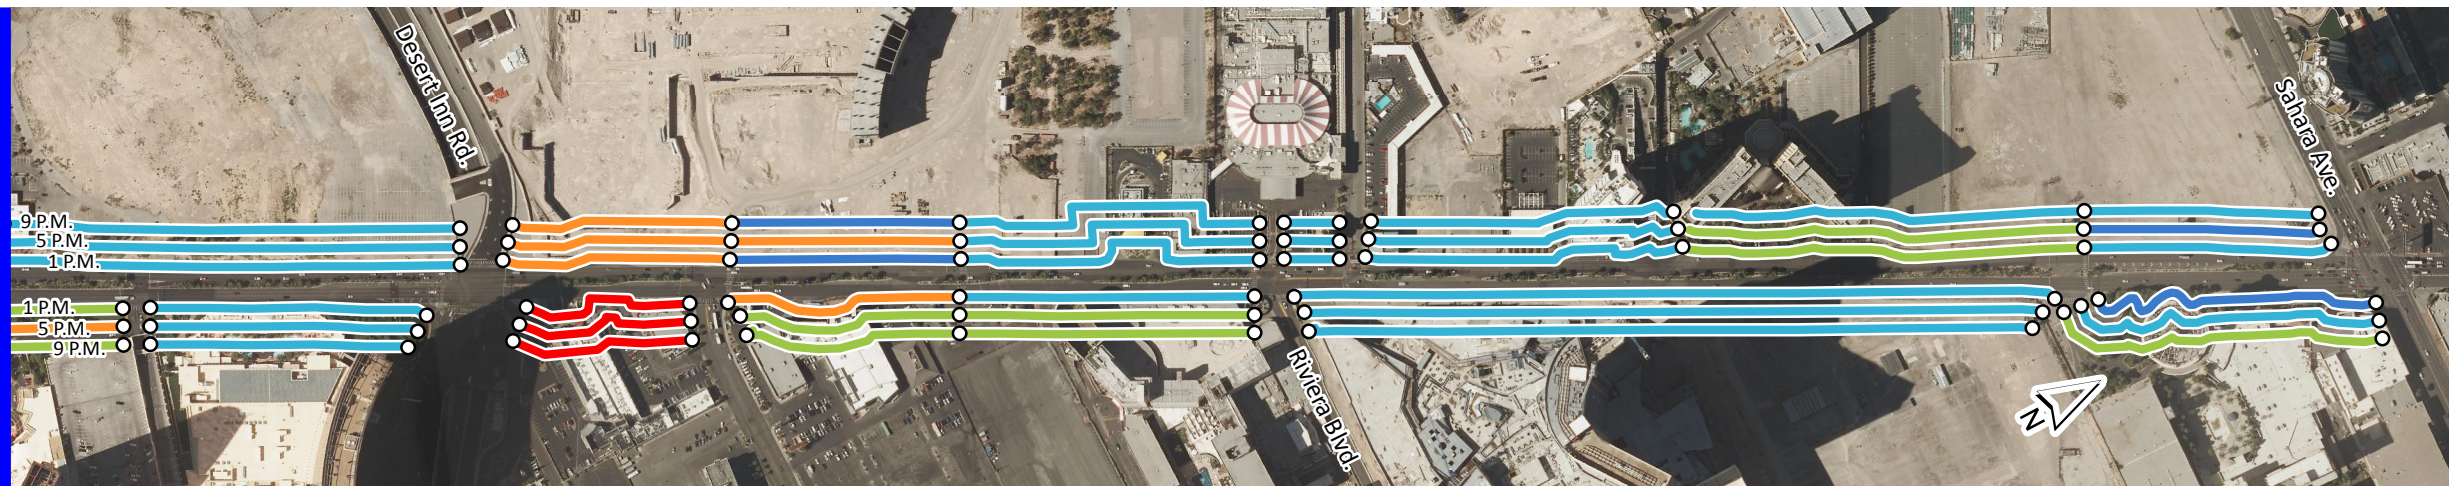 Desert Inn Rd.
Sahara Ave.
9 P.M.
5 P.M.
1 P.M.
1 P.M.
5 P.M.
9 P.M.
Riviera Blvd.
N